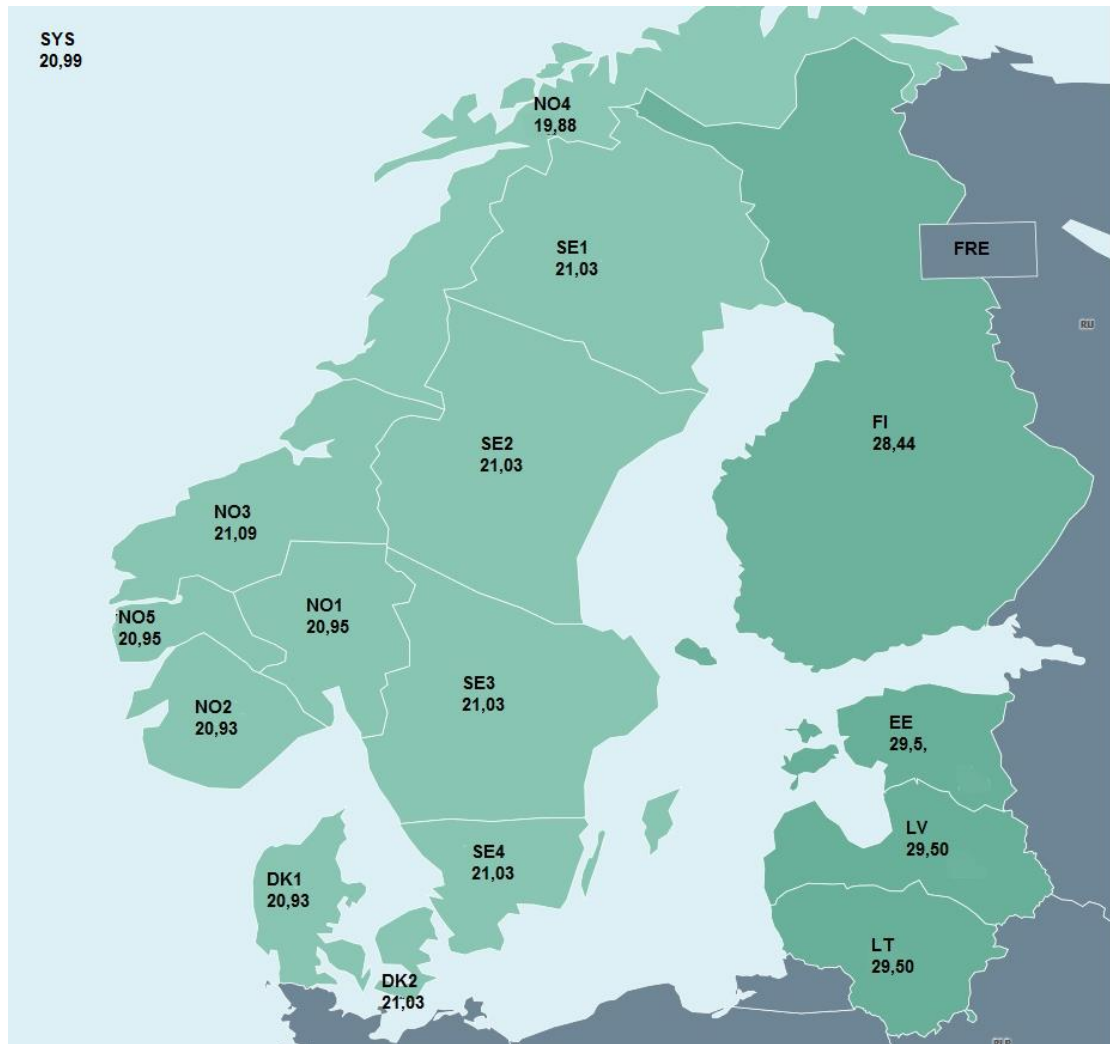 SYS
20,99
NO4
19,88
SE1
21,03
FRE
RU
FI
28,44
SE2
21,03
NO3
21,09
NO1
20,95
NO5
20,95
SE3
21,03
NO2
20,93
EE
29,5,
LV
29,50
SE4
21,03
DK1
20,93
LT
29,50
DK2
21,03